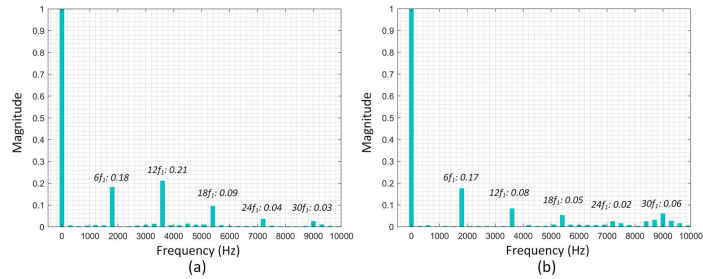 1
0.9
0.8
0.7
0.6
0.5
0.4
0.3
0.2
0.1
0
Magnitude
6f₁: 0.18
12f₁: 0.21
18f₁: 0.09
24f₁: 0.04
30f₁: 0.03
0 1000 2000 3000 4000 5000 6000 7000 8000 9000 10000
Frequency (Hz)
(a)
1
0.9
0.8
0.7
0.6
0.5
0.4
0.3
0.2
0.1
0
Magnitude
6f₁: 0.17
12f₁: 0.08
18f₁: 0.05
24f₁: 0.02
30f₁: 0.06
0 1000 2000 3000 4000 5000 6000 7000 8000 9000 10000
Frequency (Hz)
(b)